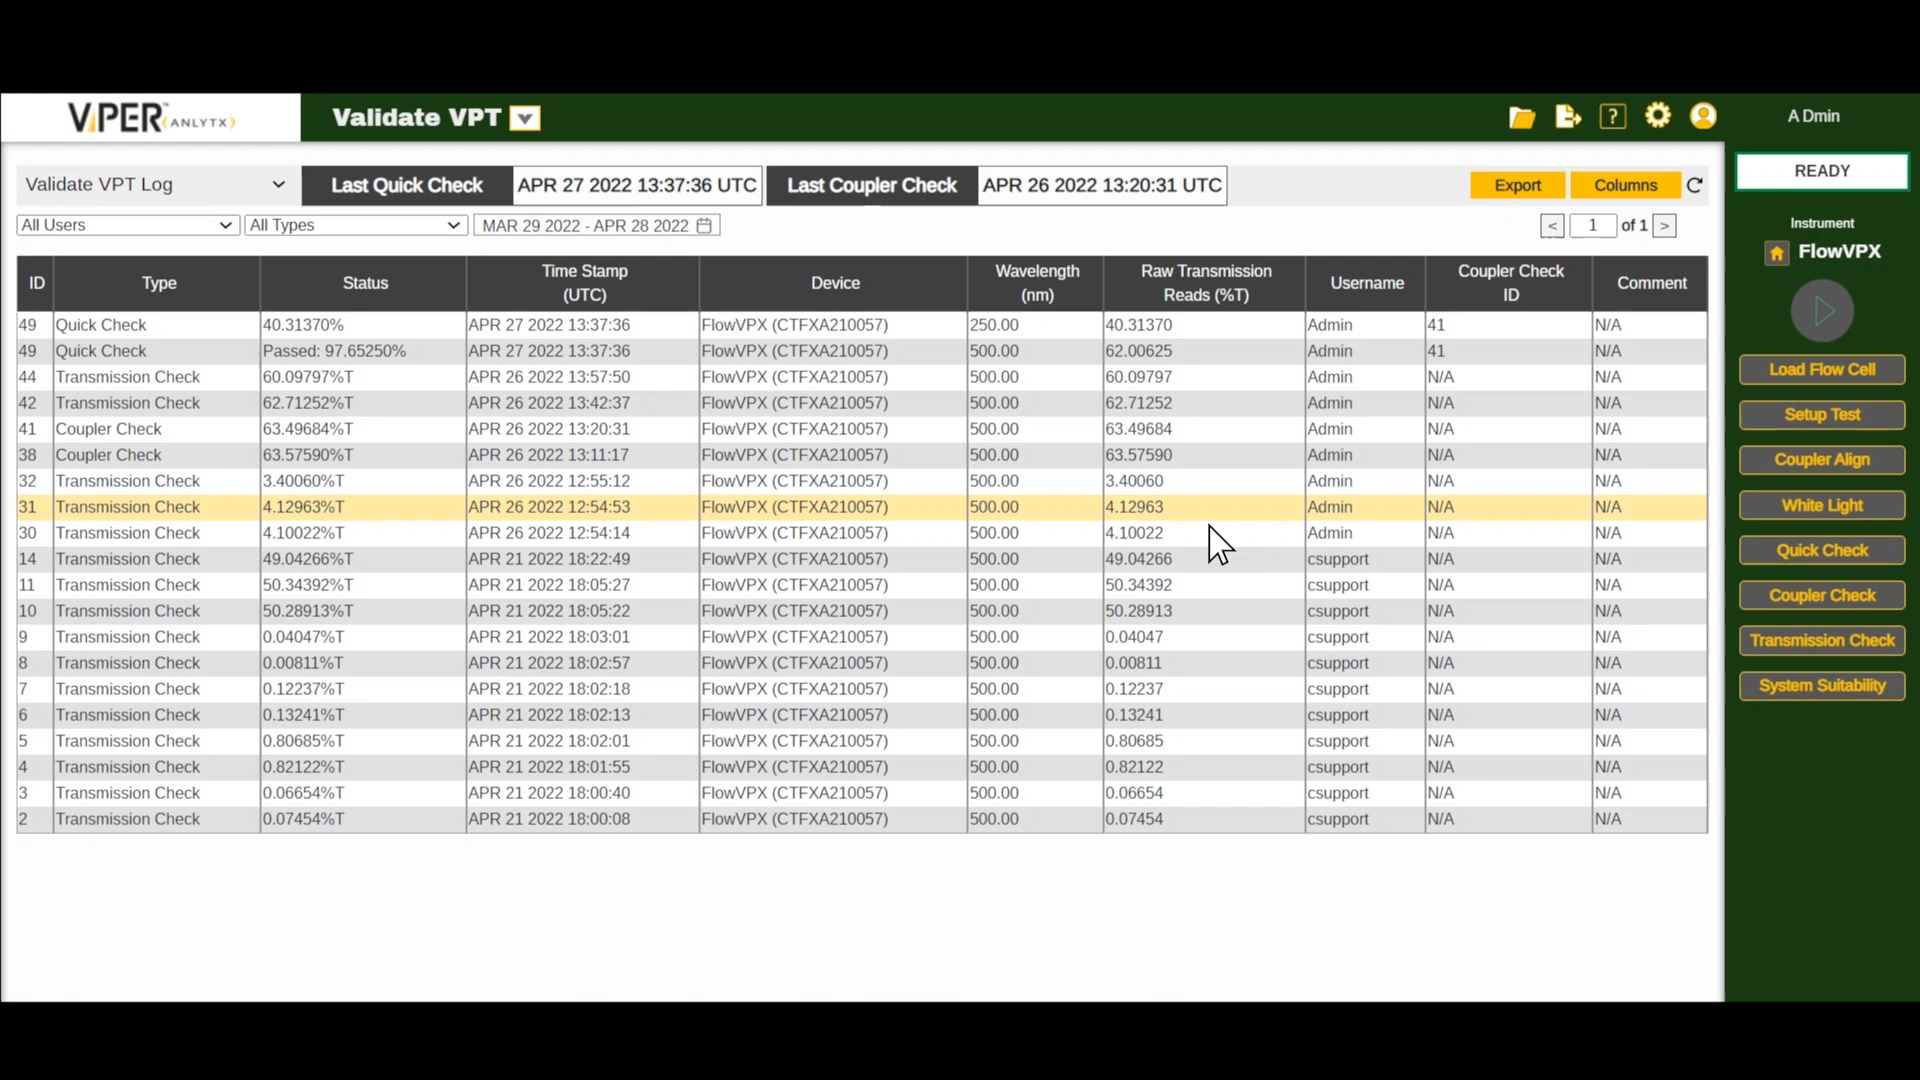 VIPER™ ANLYTX
Validate VPT
?
A Dmin
Validate VPT Log
Last Quick Check
APR 27 2022 13:37:36 UTC
Last Coupler Check
APR 26 2022 13:20:31 UTC
Export
Columns
READY
All Users
All Types
MAR 29 2022 - APR 28 2022
< 1 of 1 >
Instrument
FlowVPX
Load Flow Cell
Setup Test
Coupler Align
White Light
Quick Check
Coupler Check
Transmission Check
System Suitability
ID Type Status Time Stamp (UTC) Device Wavelength (nm) Raw Transmission Reads (%T) Username Coupler Check ID Comment
49 Quick Check 40.31370% APR 27 2022 13:37:36 FlowVPX (CTFXA210057) 250.00 40.31370 Admin 41 N/A
49 Quick Check Passed: 97.65250% APR 27 2022 13:37:36 FlowVPX (CTFXA210057) 500.00 62.00625 Admin 41 N/A
44 Transmission Check 60.09797%T APR 26 2022 13:57:50 FlowVPX (CTFXA210057) 500.00 60.09797 Admin N/A N/A
42 Transmission Check 62.71252%T APR 26 2022 13:42:37 FlowVPX (CTFXA210057) 500.00 62.71252 Admin N/A N/A
41 Coupler Check 63.49684%T APR 26 2022 13:20:31 FlowVPX (CTFXA210057) 500.00 63.49684 Admin N/A N/A
38 Coupler Check 63.57590%T APR 26 2022 13:11:17 FlowVPX (CTFXA210057) 500.00 63.57590 Admin N/A N/A
32 Transmission Check 3.40060%T APR 26 2022 12:55:12 FlowVPX (CTFXA210057) 500.00 3.40060 Admin N/A N/A
31 Transmission Check 4.12963%T APR 26 2022 12:54:53 FlowVPX (CTFXA210057) 500.00 4.12963 Admin N/A N/A
30 Transmission Check 4.10022%T APR 26 2022 12:54:14 FlowVPX (CTFXA210057) 500.00 4.10022 Admin N/A N/A
14 Transmission Check 49.04266%T APR 21 2022 18:22:49 FlowVPX (CTFXA210057) 500.00 49.04266 csupport N/A N/A
11 Transmission Check 50.34392%T APR 21 2022 18:05:27 FlowVPX (CTFXA210057) 500.00 50.34392 csupport N/A N/A
10 Transmission Check 50.28913%T APR 21 2022 18:05:22 FlowVPX (CTFXA210057) 500.00 50.28913 csupport N/A N/A
9 Transmission Check 0.04047%T APR 21 2022 18:03:01 FlowVPX (CTFXA210057) 500.00 0.04047 csupport N/A N/A
8 Transmission Check 0.00811%T APR 21 2022 18:02:57 FlowVPX (CTFXA210057) 500.00 0.00811 csupport N/A N/A
7 Transmission Check 0.12237%T APR 21 2022 18:02:18 FlowVPX (CTFXA210057) 500.00 0.12237 csupport N/A N/A
6 Transmission Check 0.13241%T APR 21 2022 18:02:13 FlowVPX (CTFXA210057) 500.00 0.13241 csupport N/A N/A
5 Transmission Check 0.80685%T APR 21 2022 18:02:01 FlowVPX (CTFXA210057) 500.00 0.80685 csupport N/A N/A
4 Transmission Check 0.82122%T APR 21 2022 18:01:55 FlowVPX (CTFXA210057) 500.00 0.82122 csupport N/A N/A
3 Transmission Check 0.06654%T APR 21 2022 18:00:40 FlowVPX (CTFXA210057) 500.00 0.06654 csupport N/A N/A
2 Transmission Check 0.07454%T APR 21 2022 18:00:08 FlowVPX (CTFXA210057) 500.00 0.07454 csupport N/A N/A